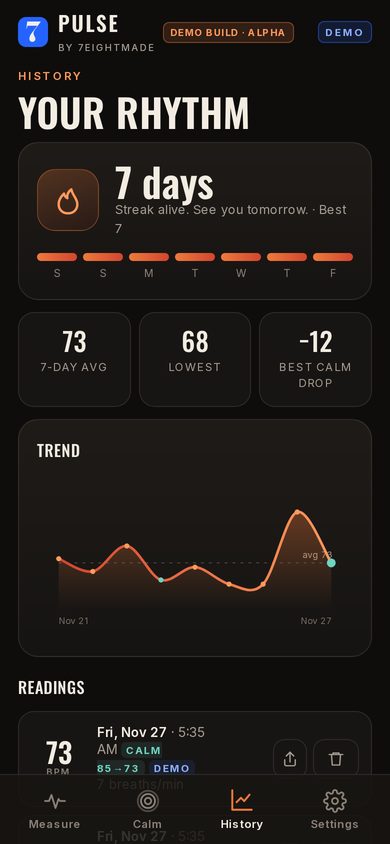 7 PULSE
BY 7EIGHTMADE
DEMO BUILD · ALPHA
DEMO
HISTORY
YOUR RHYTHM
7 days
Streak alive. See you tomorrow. · Best
7
S S M T W T F
73 68 −12
7-DAY AVG LOWEST BEST CALM
DROP
TREND
avg 73
Nov 21 Nov 27
READINGS
73
BPM
Fri, Nov 27 · 5:35
AM CALM
85→73 DEMO
7 breaths/min
Measure Calm History Settings
Fri, Nov 27 · 5:35